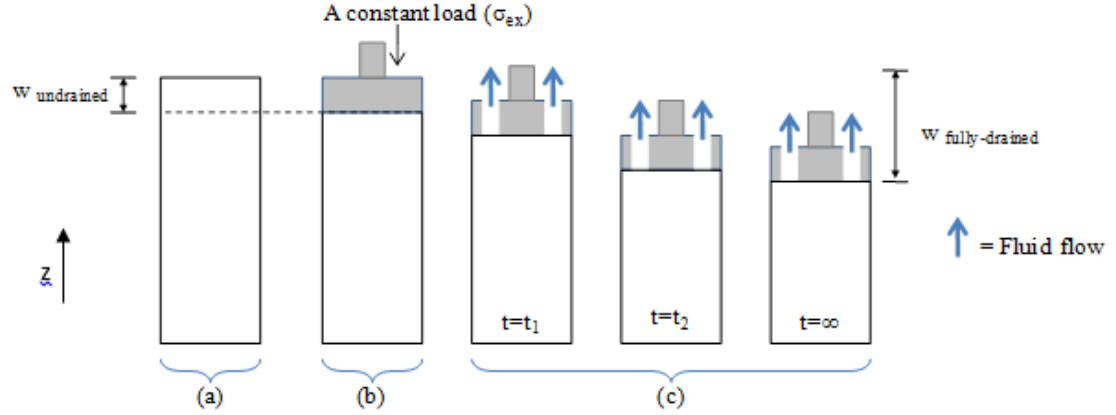 A constant load (σex)
w undrained
w fully-drained
z
= Fluid flow
t=t1
t=t2
t=∞
(a)
(b)
(c)